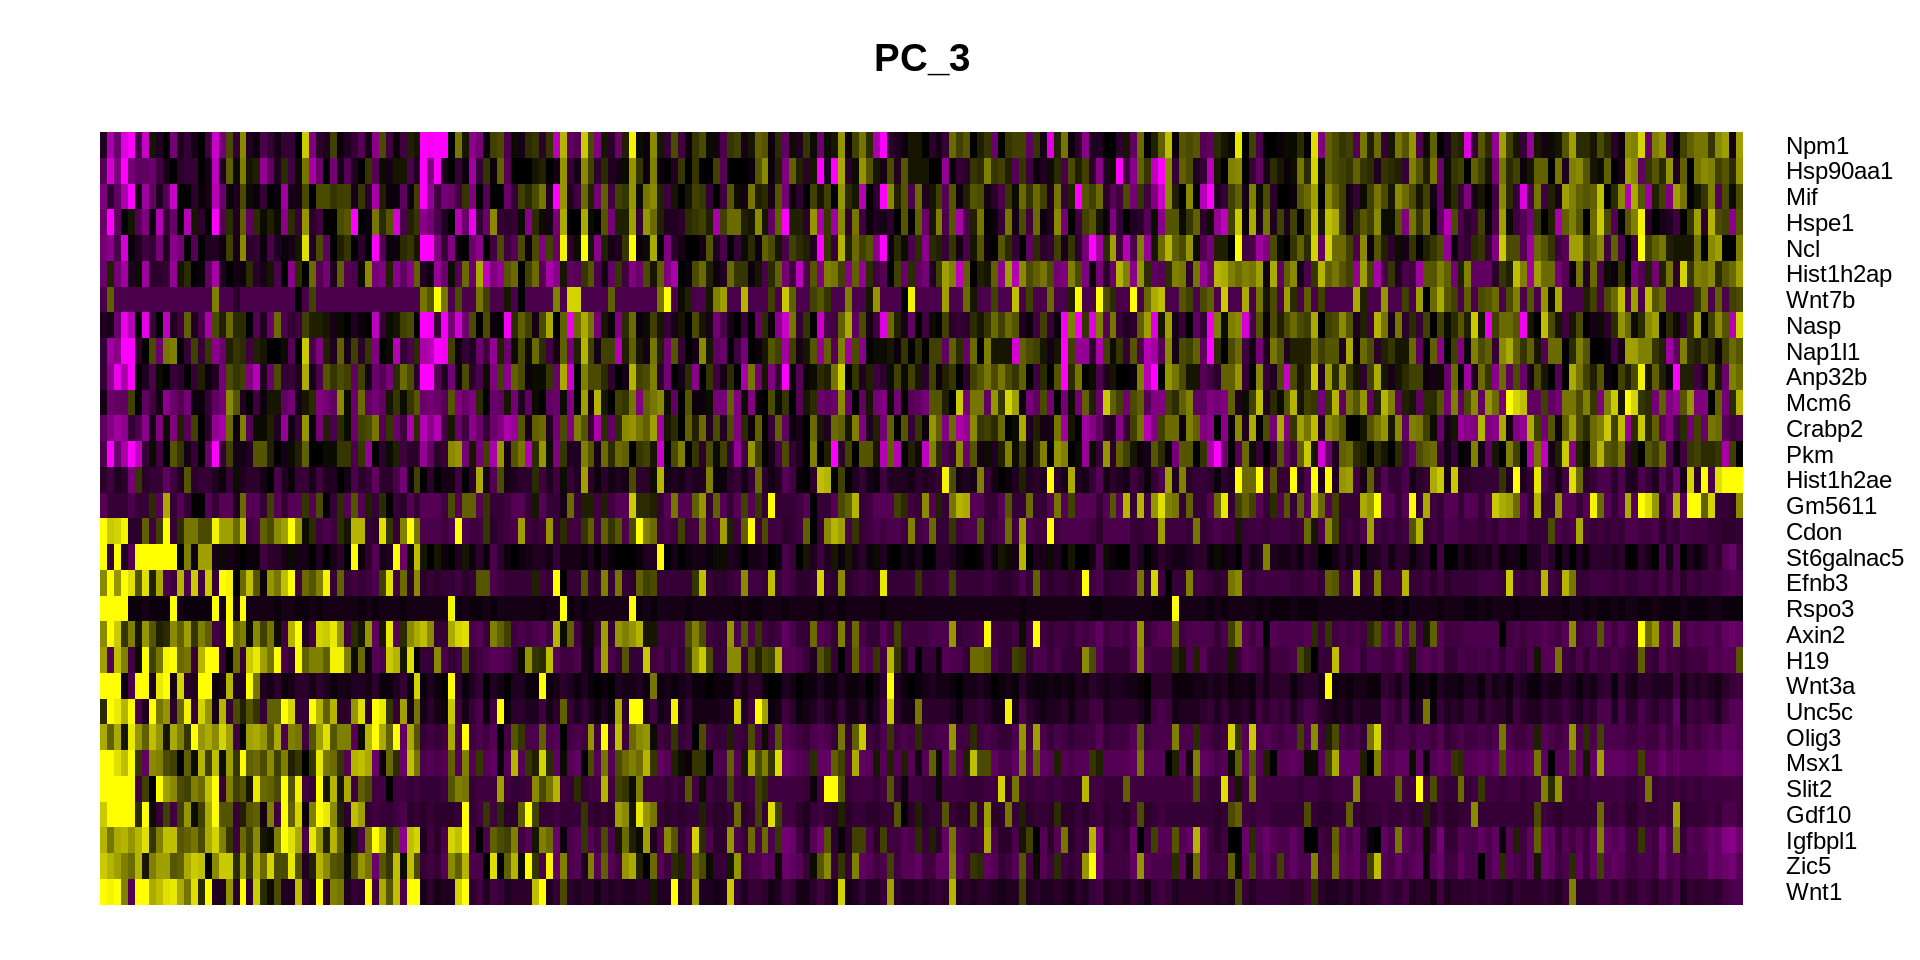 PC_3
Npm1
Hsp90aa1
Mif
Hspe1
Ncl
Hist1h2ap
Wnt7b
Nasp
Nap1l1
Anp32b
Mcm6
Crabp2
Pkm
Hist1h2ae
Gm5611
Cdon
St6galnac5
Efnb3
Rspo3
Axin2
H19
Wnt3a
Unc5c
Olig3
Msx1
Slit2
Gdf10
Igfbpl1
Zic5
Wnt1